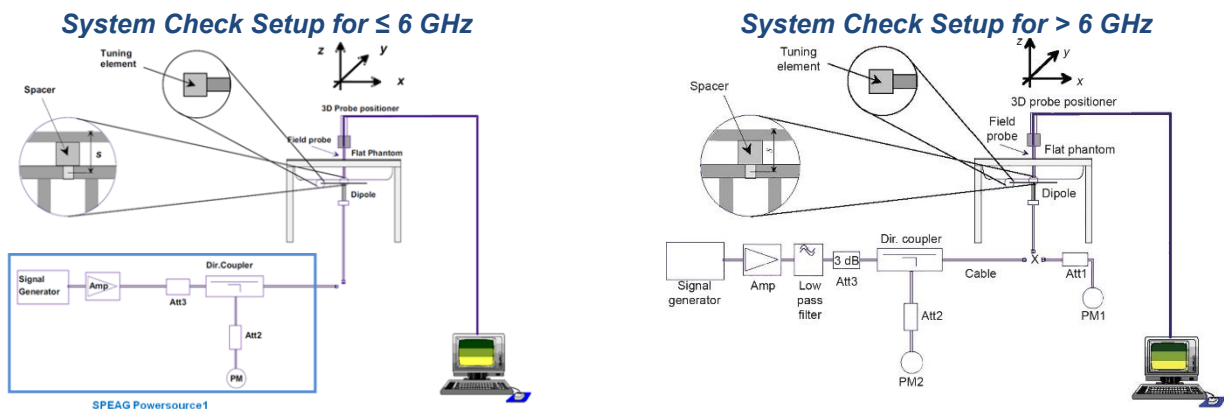 System Check Setup for ≤ 6 GHz
Tuning
element
z
y
x
Spacer
s
3D Probe positioner
Field probe
Flat Phantom
Dipole
Signal
Generator
Amp
Att3
Dir.Coupler
Att2
PM
SPEAG Powersource1
System Check Setup for > 6 GHz
Tuning
element
z
y
x
Spacer
s
3D probe positioner
Field
probe
Flat phantom
Dipole
Signal
generator
Amp
Low
pass
filter
3 dB
Att3
Dir. coupler
Cable
X
Att1
PM1
Att2
PM2